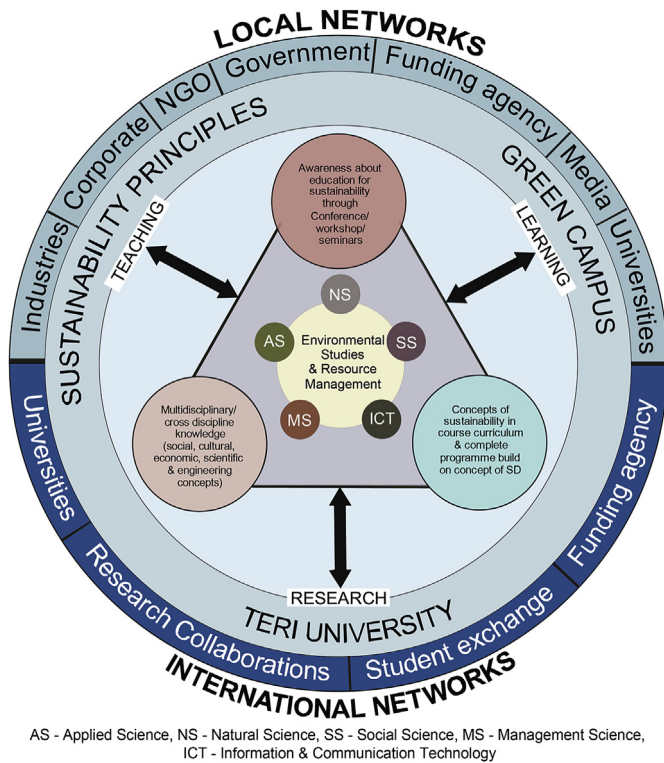 LOCAL NETWORKS
Industries
Corporate
NGO
Government
Funding agency
Media
Universities
SUSTAINABILITY PRINCIPLES
GREEN CAMPUS
TEACHING
LEARNING
Awareness about
education for
sustainability
through
Conference/
workshop/
seminars
NS
AS
SS
Environmental
Studies
& Resource
Management
MS
ICT
Multidisciplinary/
cross discipline
knowledge
(social, cultural,
economic, scientific
& engineering
concepts)
Concepts of
sustainability in
course curriculum
& complete
programme build
on concept of SD
RESEARCH
TERI UNIVERSITY
Universities
Research Collaborations
Student exchange
Funding agency
INTERNATIONAL NETWORKS
AS - Applied Science, NS - Natural Science, SS - Social Science, MS - Management Science,
ICT - Information & Communication Technology